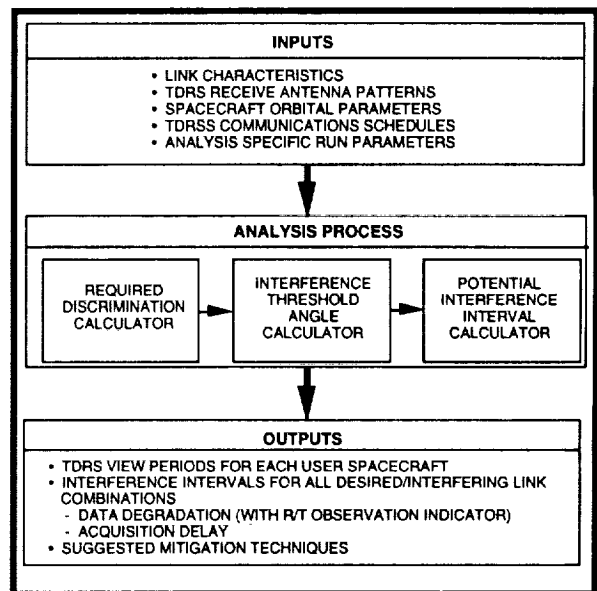 INPUTS
• LINK CHARACTERISTICS
• TDRS RECEIVE ANTENNA PATTERNS
• SPACECRAFT ORBITAL PARAMETERS
• TDRSS COMMUNICATIONS SCHEDULES
• ANALYSIS SPECIFIC RUN PARAMETERS
ANALYSIS PROCESS
REQUIRED
DISCRIMINATION
CALCULATOR
INTERFERENCE
THRESHOLD
ANGLE
CALCULATOR
POTENTIAL
INTERFERENCE
INTERVAL
CALCULATOR
OUTPUTS
• TDRS VIEW PERIODS FOR EACH USER SPACECRAFT
• INTERFERENCE INTERVALS FOR ALL DESIRED/INTERFERING LINK
COMBINATIONS
- DATA DEGRADATION (WITH R/T OBSERVATION INDICATOR)
- ACQUISITION DELAY
• SUGGESTED MITIGATION TECHNIQUES